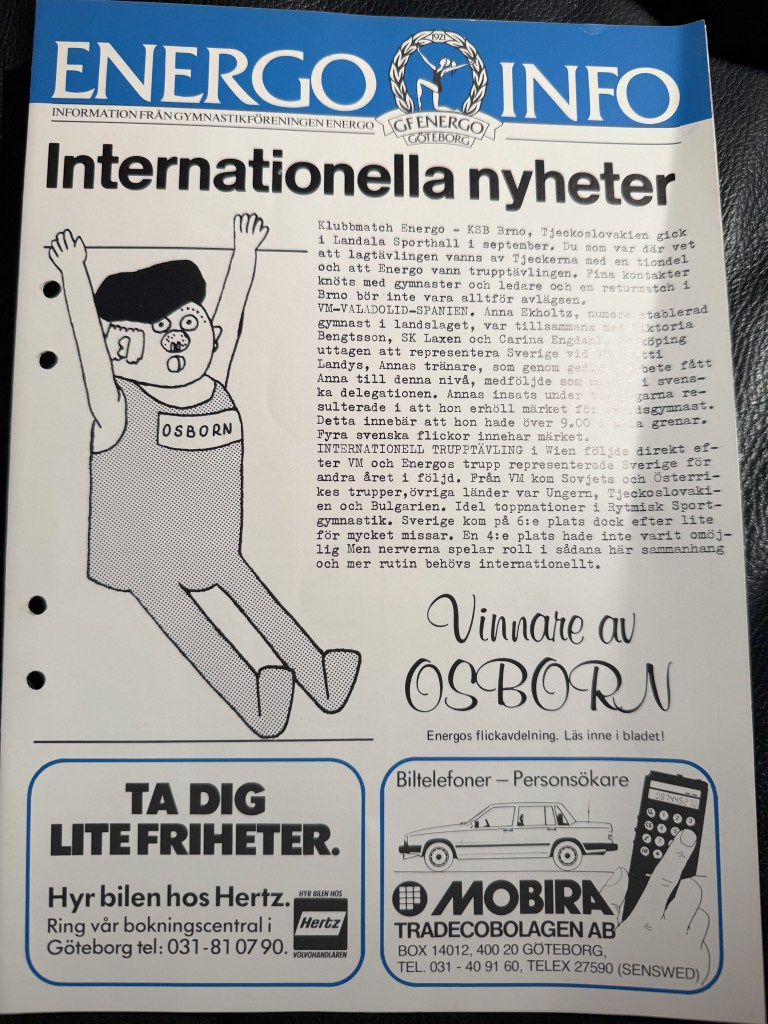 ENERGO INFO
1921
GF ENERGO
GÖTEBORG
INFORMATION FRÅN GYMNASTIKFÖRENINGEN ENERGO
Internationella nyheter
Klubbmatch Energo - KSB Brno, Tjeckoslovakien gick
i Landala Sporthall i september. Du som var där vet
att lagtävlingen vanns av Tjeckerna med en tiondel
och att Energo vann trupptävlingen. Fina kontakter
knöts med gymnaster och ledare och en returmatch i
Brno bör inte vara alltför avlägsen.
VM-VALADOLID-SPANIEN. Anna Ekholtz, numera etablerad
gymnast i landslaget, var tillsammans med Viktoria
Bengtsson, SK Laxen och Carina Engdahl
uttagen att representera Sverige vid
Landys, Annas tränare, som genom fått
Anna till denna nivå, medföljde som i svens-
ka delegationen. Annas insats under re-
sulterade i att hon erhöll märket för
Detta innebär att hon hade över 9.00 i alla grenar.
Fyra svenska flickor innehar märket.
INTERNATIONELL TRUPPTÄVLING i Wien följde direkt ef-
ter VM och Energos trupp representerade Sverige för
andra året i följd. Från VM kom Sovjets och Österri-
kes trupper,övriga länder var Ungern, Tjeckoslovaki-
en och Bulgarien. Idel toppnationer i Rytmisk Sport-
gymnastik. Sverige kom på 6:e plats dock efter lite
för mycket missar. En 4:e plats hade inte varit omöj-
lig Men nerverna spelar roll i sådana här sammanhang
och mer rutin behövs internationellt.
OSBORN
Vinnare av
OSBORN
Energos flickavdelning. Läs inne i bladet!
TA DIG
LITE FRIHETER.
Hyr bilen hos Hertz.
Ring vår bokningscentral i
Göteborg tel: 031-81 07 90.
HYR BILEN HOS
Hertz
VOLVOHANDLAREN
Biltelefoner – Personsökare
MOBIRA
TRADECOBOLAGEN AB
BOX 14012, 400 20 GÖTEBORG,
TEL. 031 - 40 91 60, TELEX 27590 (SENSWED)